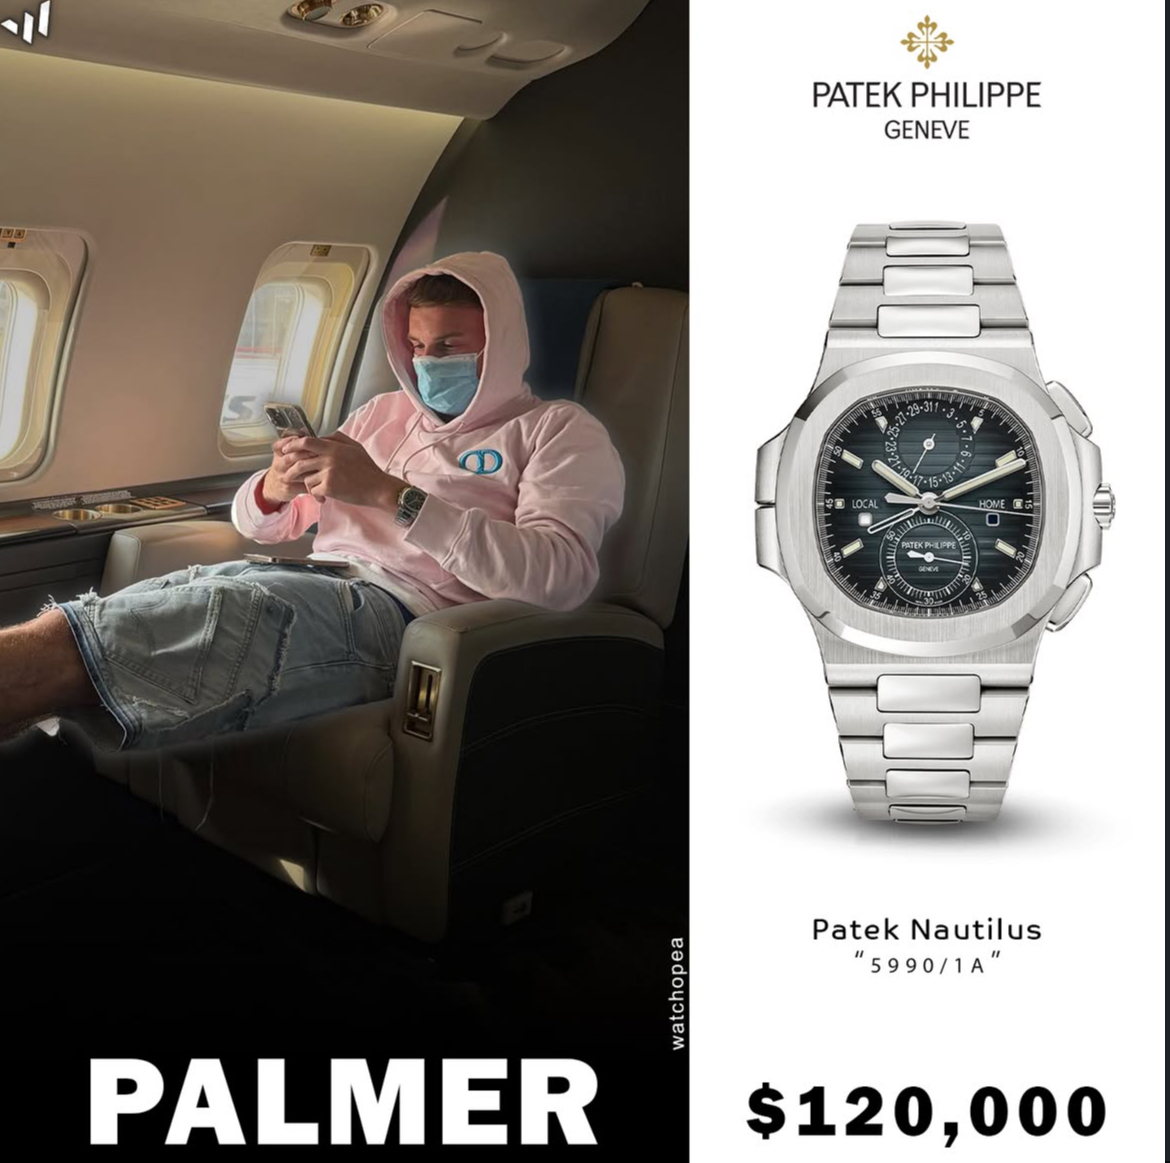 PATEK PHILIPPE
GENEVE
LOCAL
HOME
PATEK PHILIPPE
GENEVE
Patek Nautilus
"5990/1A"
watchopea
PALMER
$120,000